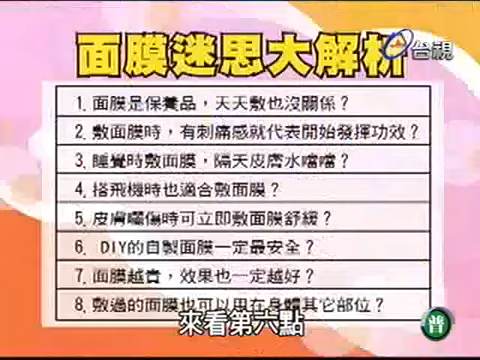 面膜迷思大解析
台視
1. 面膜是保養品，天天敷也沒關係？
2. 敷面膜時，有刺痛感就代表開始發揮功效？
3. 睡覺時敷面膜，隔天皮膚水噹噹？
4. 搭飛機時也適合敷面膜？
5. 皮膚曬傷時可立即敷面膜舒緩？
6. DIY的自製面膜一定最安全？
7. 面膜越貴，效果也一定越好？
8. 敷過的面膜也可以用在身體其它部位？
來看第六點
普